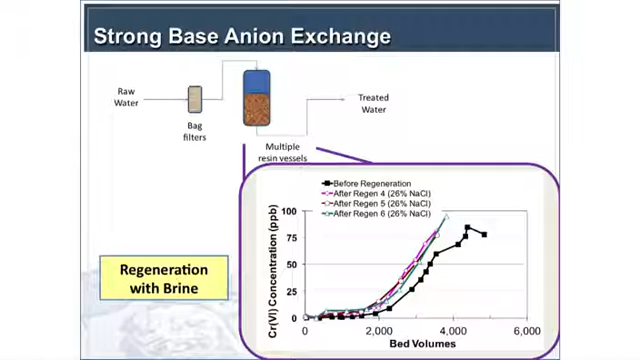 Strong Base Anion Exchange
Raw
Water
Bag
filters
Treated
Water
Multiple
resin vessels
Regeneration
with Brine
Before Regeneration
After Regen 4 (26% NaCl)
After Regen 5 (26% NaCl)
After Regen 6 (26% NaCl)
Cr(VI) Concentration (ppb)
100
75
50
25
0
0
2,000
4,000
6,000
Bed Volumes